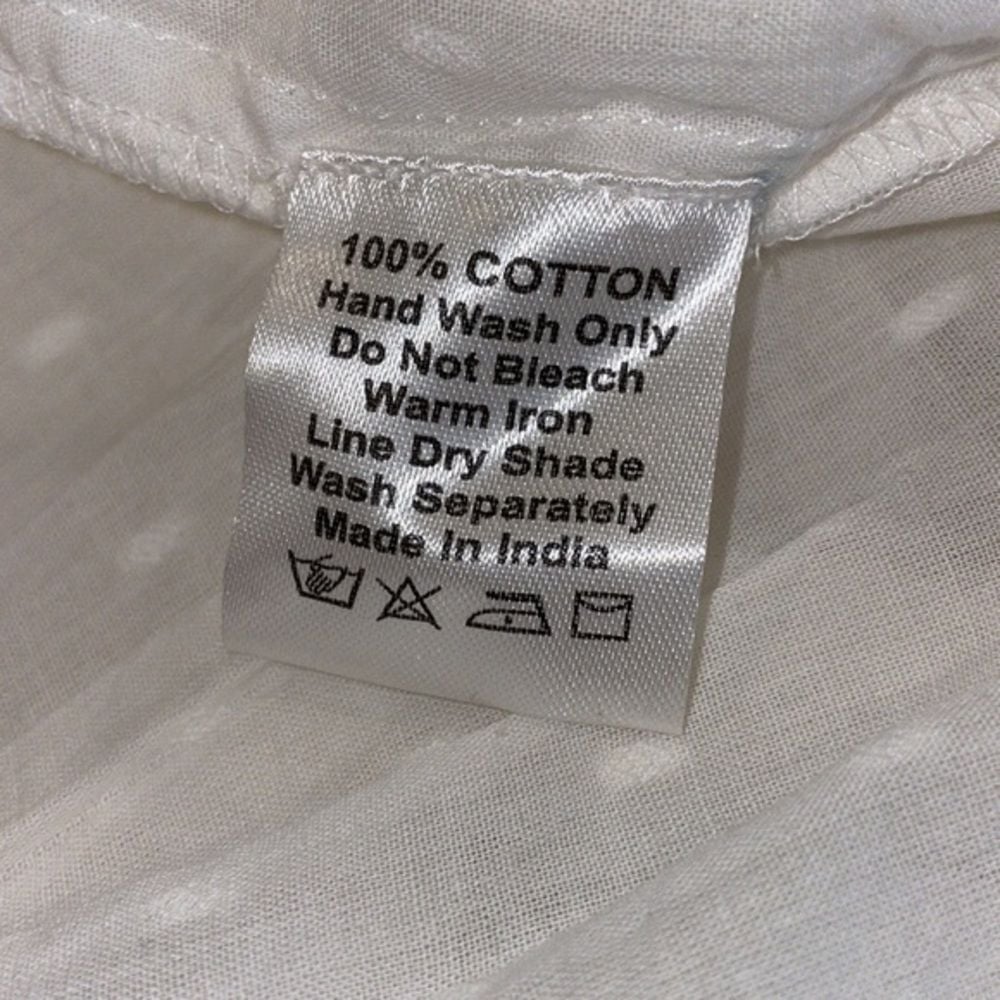 100% COTTON
Hand Wash Only
Do Not Bleach
Warm Iron
Line Dry Shade
Wash Separately
Made In India